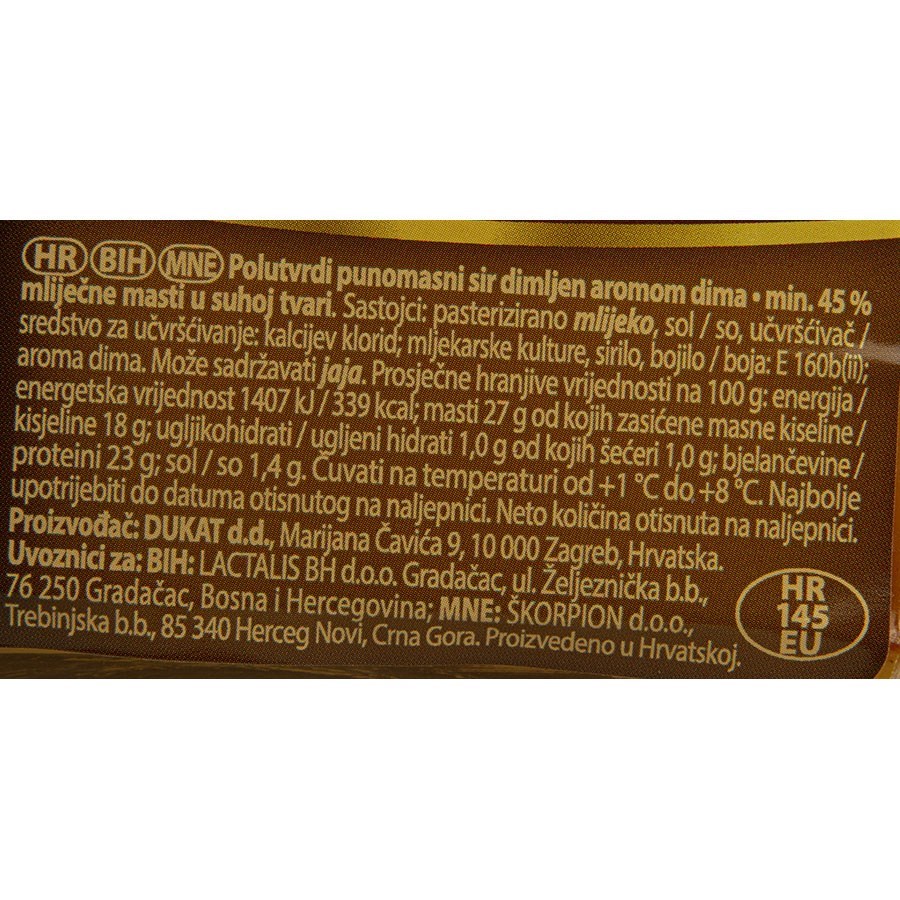 HR BIH MNE Polutvrdi punomasni sir dimljen aromom dima • min. 45 %
mliječne masti u suhoj tvari. Sastojci: pasterizirano mlijeko, sol / so, učvršćivač /
sredstvo za učvršćivanje: kalcijev klorid; mljekarske kulture, sirilo, bojilo / boja: E 160b(ii);
aroma dima. Može sadržavati jaja. Prosječne hranjive vrijednosti na 100 g: energija /
energetska vrijednost 1407 kJ / 339 kcal; masti 27 g od kojih zasićene masne kiseline /
kisjeline 18 g; ugljikohidrati / ugljeni hidrati 1,0 g od kojih šećeri 1,0 g; bjelančevine /
proteini 23 g; sol / so 1,4 g. Čuvati na temperaturi od +1 °C do +8 °C. Najbolje
upotrijebiti do datuma otisnutog na naljepnici. Neto količina otisnuta na naljepnici.
Proizvođač: DUKAT d.d., Marijana Čavića 9, 10 000 Zagreb, Hrvatska.
Uvoznici za: BIH: LACTALIS BH d.o.o. Gradačac, ul. Željeznička b.b.,
76 250 Gradačac, Bosna i Hercegovina; MNE: ŠKORPION d.o.o.,
Trebinjska b.b., 85 340 Herceg Novi, Crna Gora. Proizvedeno u Hrvatskoj.
HR
145
EU